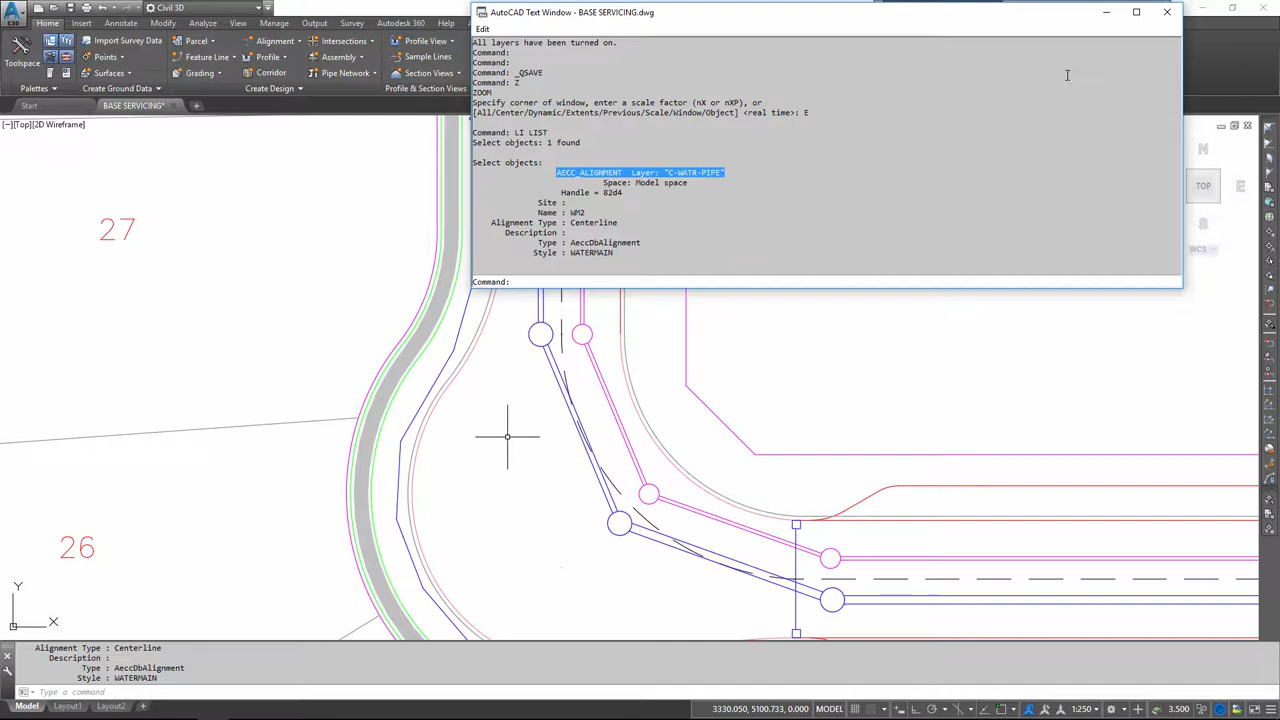 Civil 3D
AutoCAD Text Window - BASE SERVICING.dwg
Edit
Home
Insert
Annotate
Modify
Analyze
View
Manage
Output
Survey
Autodesk 360
Toolspace
Palettes
Import Survey Data
Points
Surfaces
Create Ground Data
Parcel
Feature Line
Grading
Alignment
Profile
Corridor
Intersections
Assembly
Pipe Network
Create Design
Profile View
Sample Lines
Section Views
Profile & Section Views
Start
BASE SERVICING*
[–][Top][2D Wireframe]
All layers have been turned on.
Command:
Command:
Command: _QSAVE
Command: Z
ZOOM
Specify corner of window, enter a scale factor (nX or nXP), or
[All/Center/Dynamic/Extents/Previous/Scale/Window/Object] <real time>: E
Command: LI LIST
Select objects: 1 found
Select objects:
AECC_ALIGNMENT Layer: "C-WATR-PIPE"
Space: Model space
Handle = 82d4
Site :
Name : WM2
Alignment Type : Centerline
Description :
Type : AeccDbAlignment
Style : WATERMAIN
Command:
N
TOP
E
S
WCS
27
26
Y
X
Alignment Type : Centerline
Description :
Type : AeccDbAlignment
Style : WATERMAIN
Type a command
Model
Layout1
Layout2
3330.050, 5100.733, 0.000
MODEL
1:250
3.500